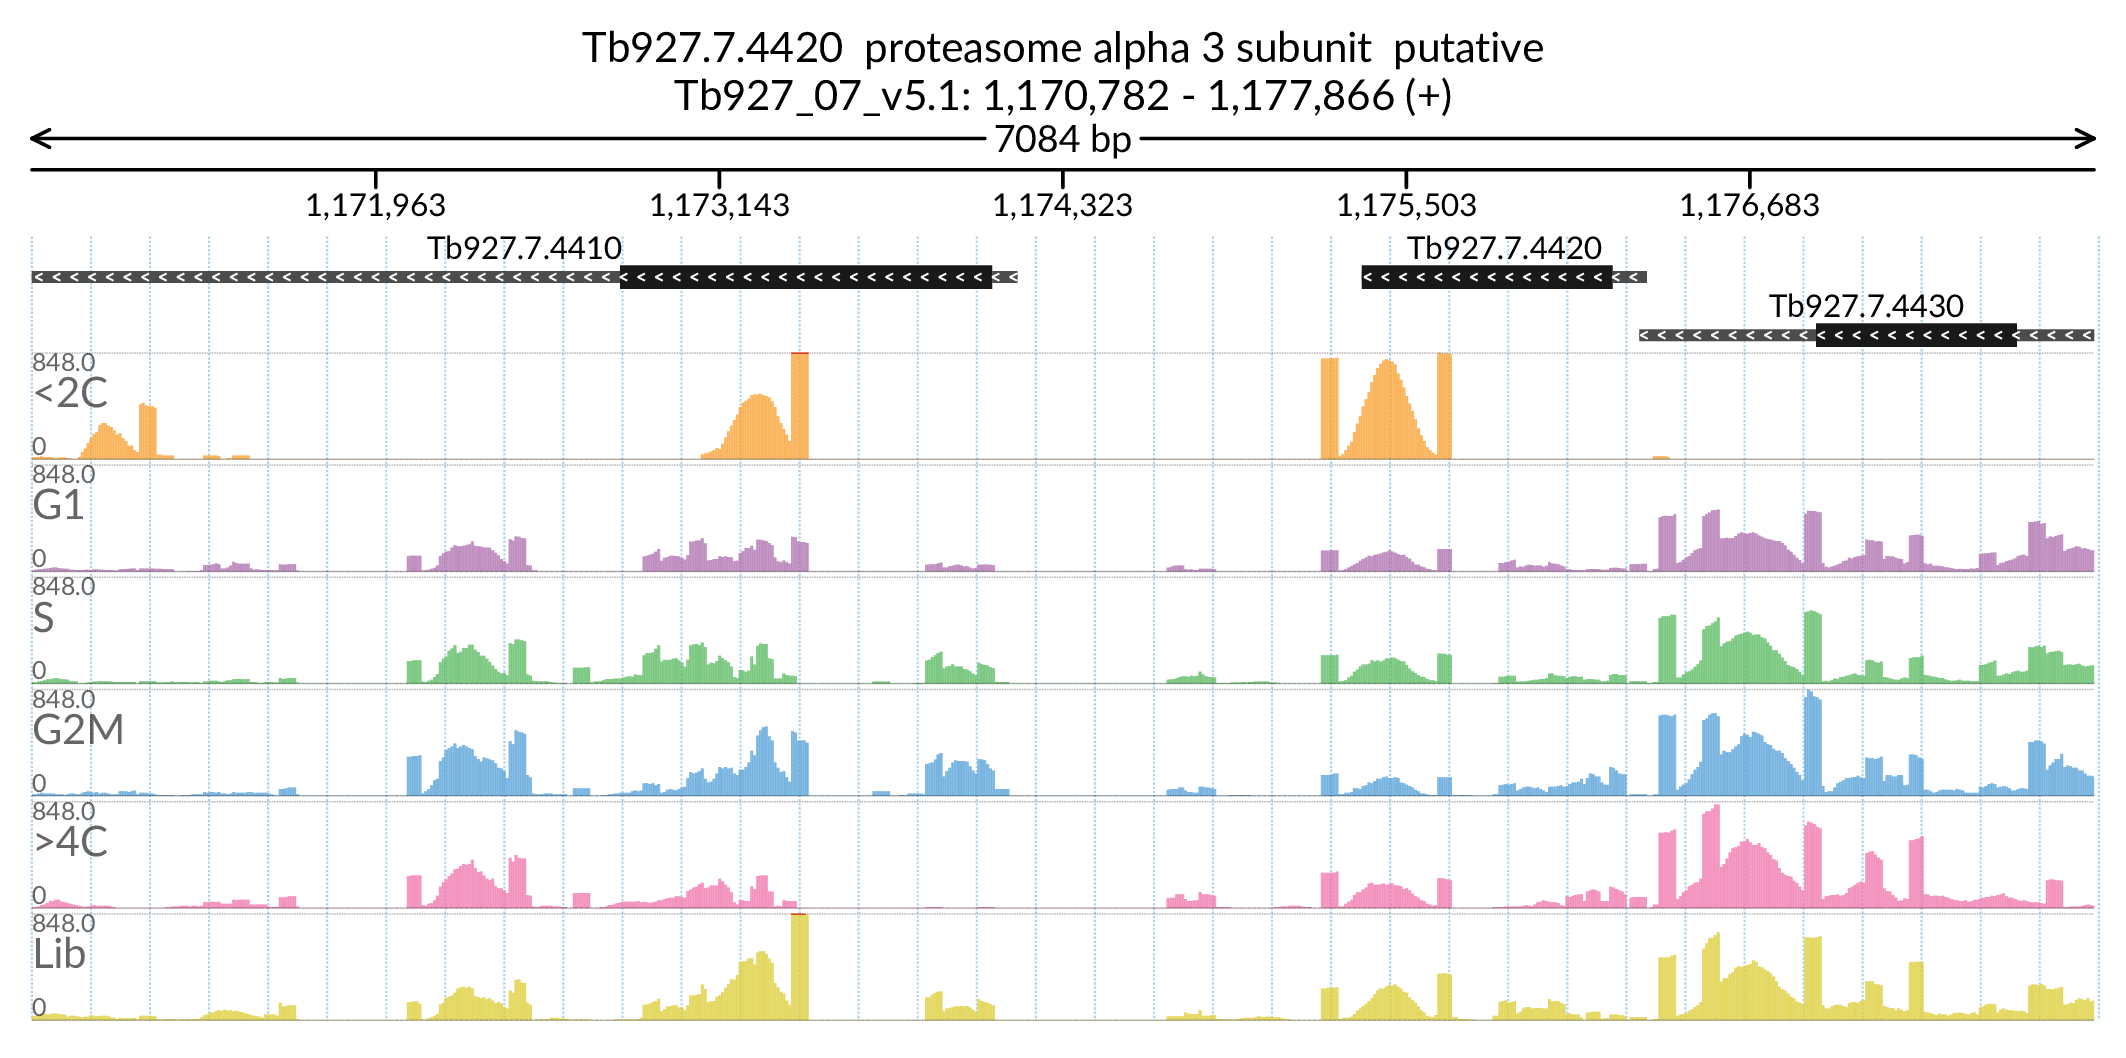 Tb927.7.4420  proteasome alpha 3 subunit  putative
Tb927_07_v5.1: 1,170,782 - 1,177,866 (+)
7084 bp
1,171,963 1,173,143 1,174,323 1,175,503 1,176,683
Tb927.7.4410 Tb927.7.4420
Tb927.7.4430
848.0
<2C
0
848.0
G1
0
848.0
S
0
848.0
G2M
0
848.0
>4C
0
848.0
Lib
0